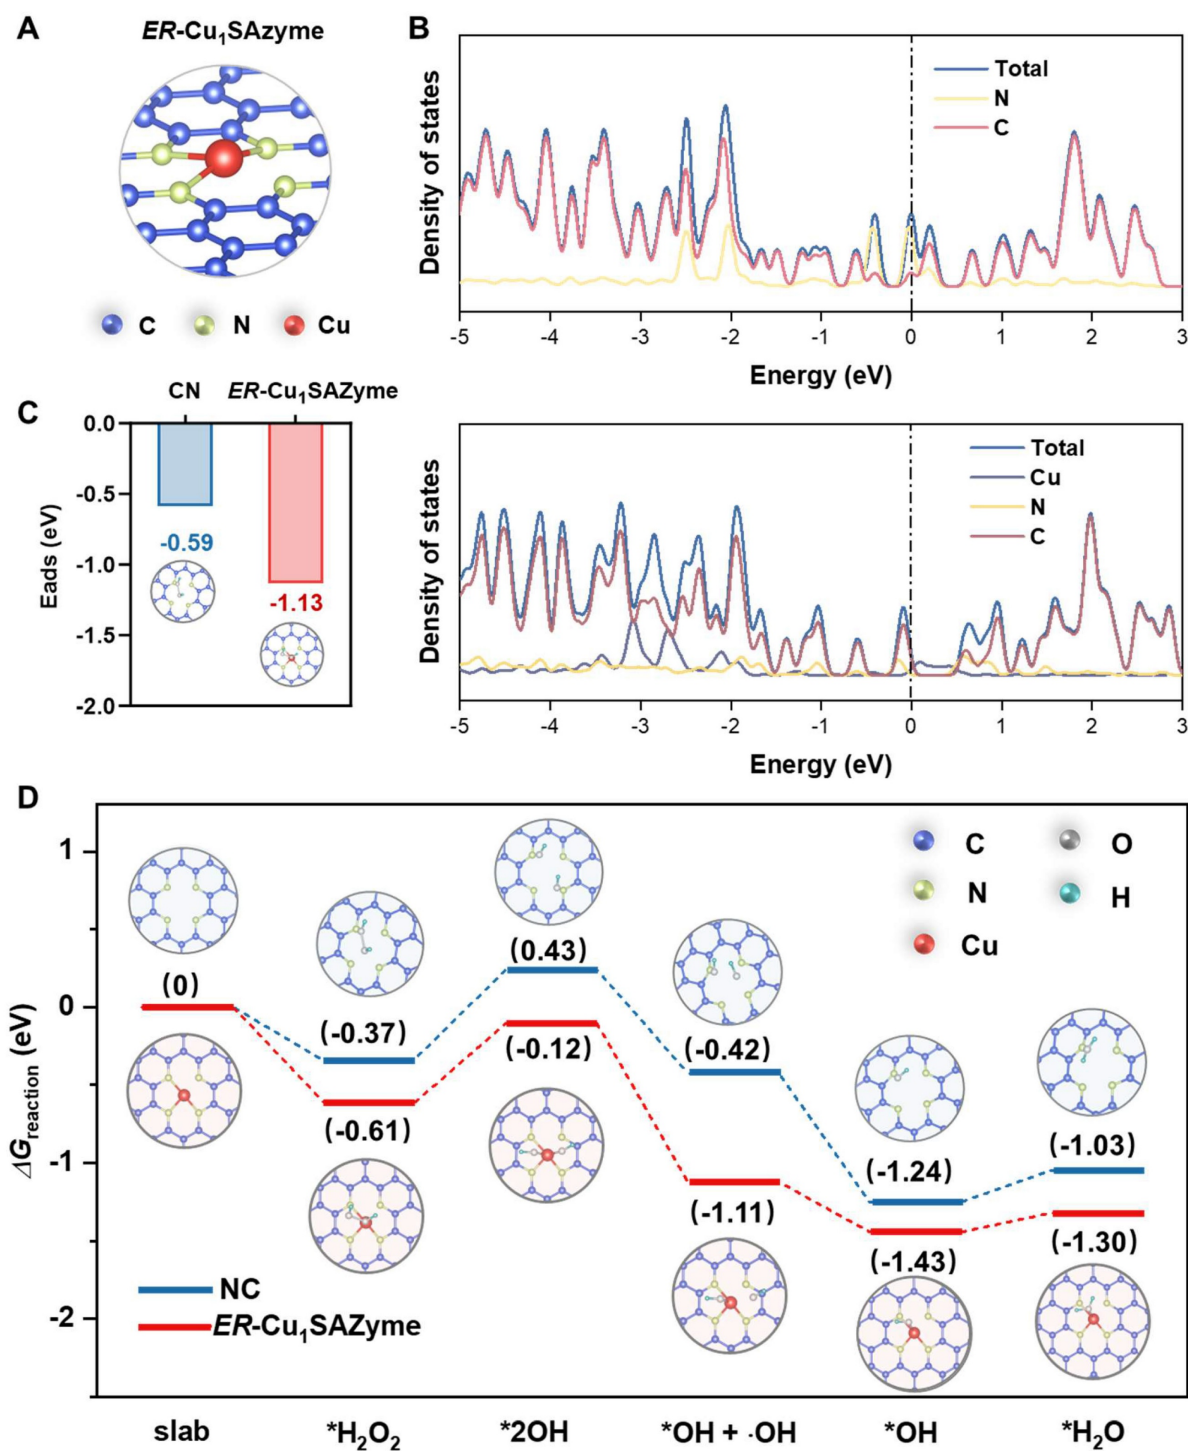 A
ER-Cu₁SAzyme
C N Cu
B
Density of states
Total
N
C
-5 -4 -3 -2 -1 0 1 2 3
Energy (eV)
C
CN ER-Cu₁SAZyme
Eads (eV)
0.0
-0.5
-1.0
-1.5
-2.0
-0.59
-1.13
Density of states
Total
Cu
N
C
-5 -4 -3 -2 -1 0 1 2 3
Energy (eV)
D
ΔGreaction (eV)
1
0
-1
-2
C O
N H
Cu
(0)
(-0.37)
(-0.61)
(0.43)
(-0.12)
(-0.42)
(-1.11)
(-1.24)
(-1.43)
(-1.03)
(-1.30)
NC
ER-Cu₁SAZyme
slab *H₂O₂ *2OH *OH + ·OH *OH *H₂O